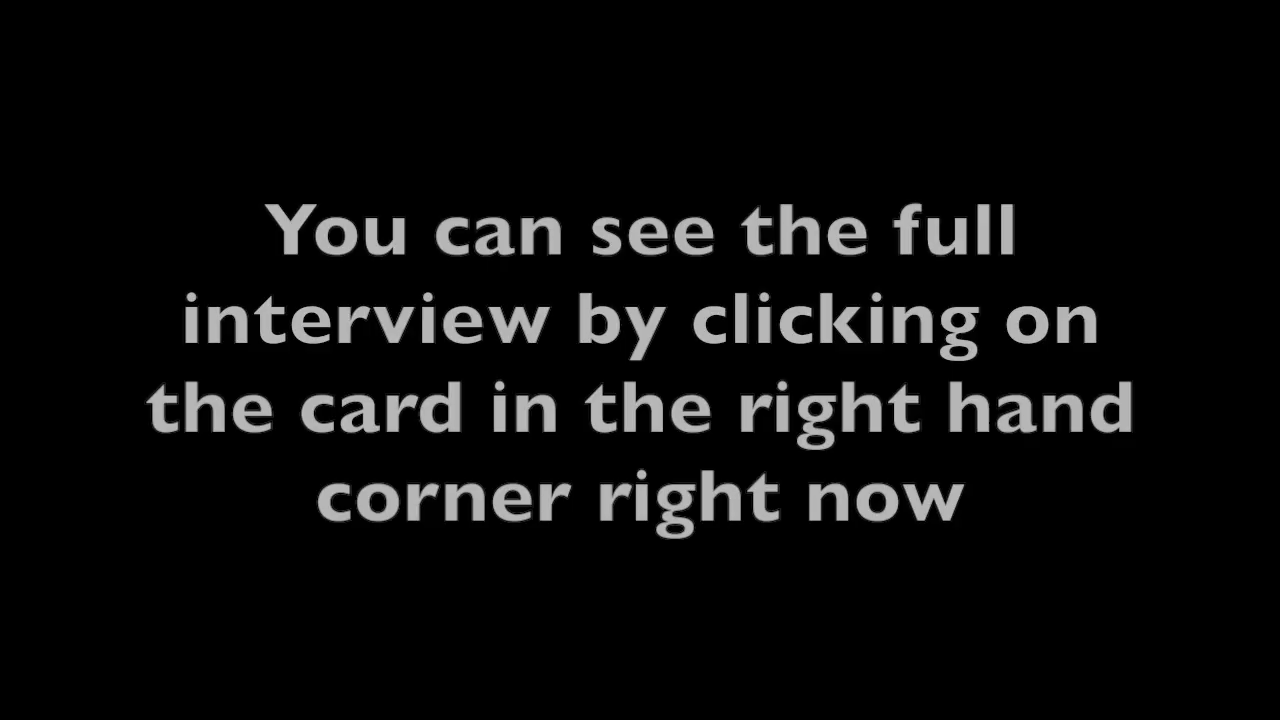 You can see the full
interview by clicking on
the card in the right hand
corner right now